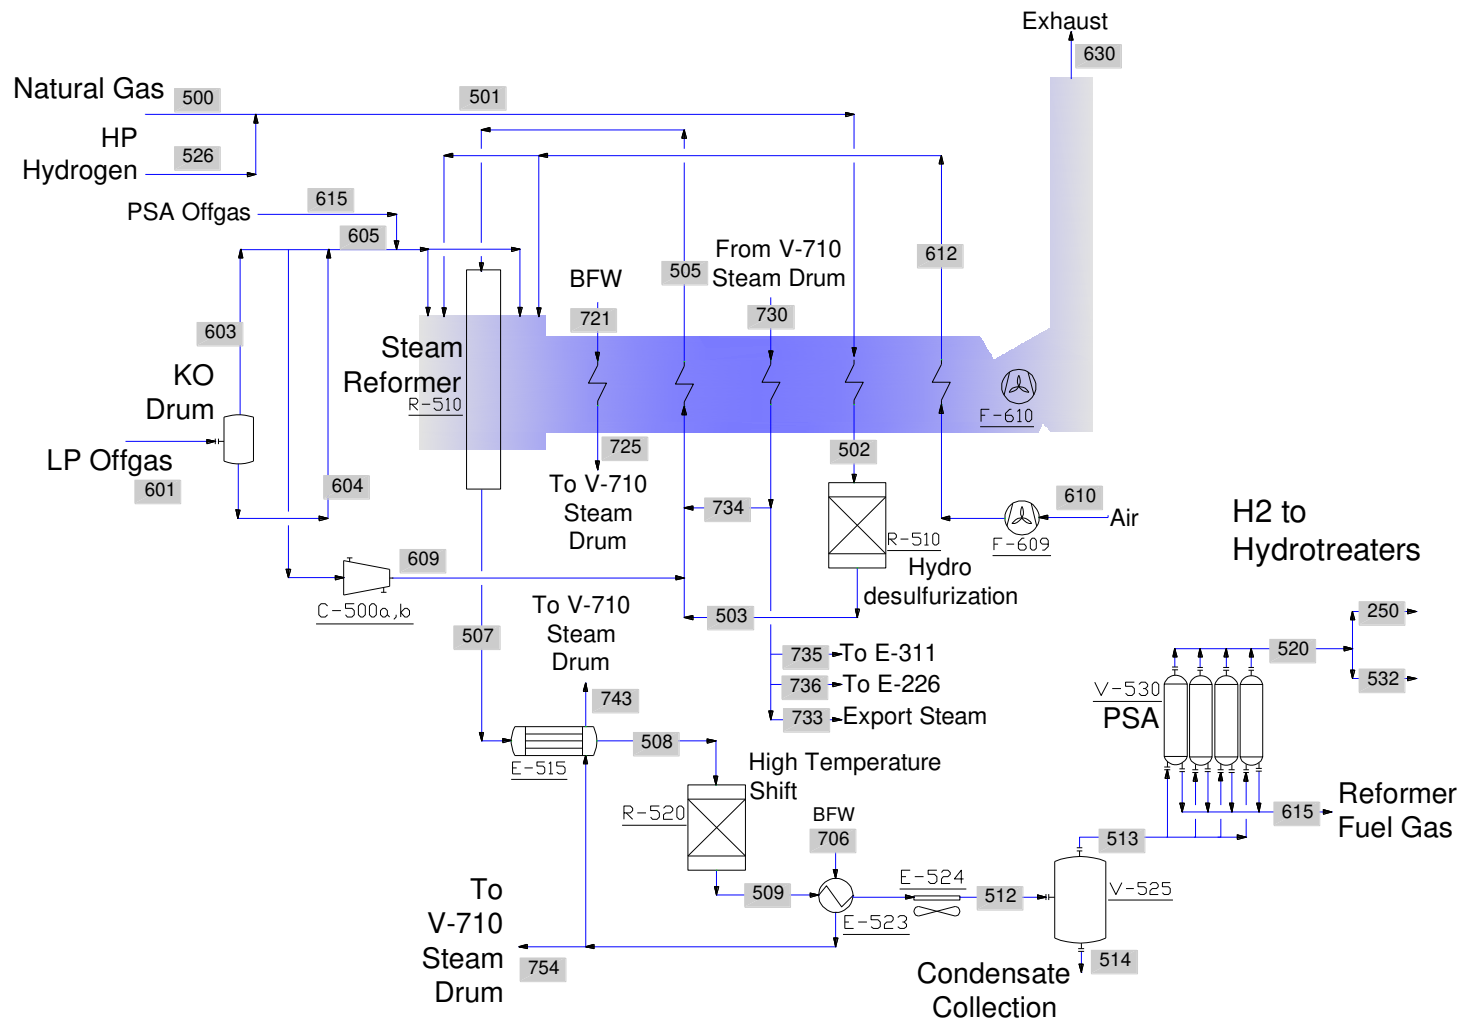 Exhaust
630
Natural Gas
500
501
HP
Hydrogen
526
PSA Offgas
615
605
From V-710
Steam Drum
612
505
BFW
721
730
603
Steam
Reformer
R-510
KO
Drum
F-610
LP Offgas
601
604
725
502
To V-710
Steam
Drum
734
610
Air
F-609
R-510
Hydro
desulfurization
H2 to
Hydrotreaters
609
C-500a,b
To V-710
Steam
Drum
503
507
250
520
532
735
To E-311
736
To E-226
733
Export Steam
743
V-530
PSA
508
E-515
High Temperature
Shift
R-520
BFW
706
615
Reformer
Fuel Gas
513
509
E-524
512
V-525
E-523
To
V-710
Steam
Drum
754
514
Condensate
Collection